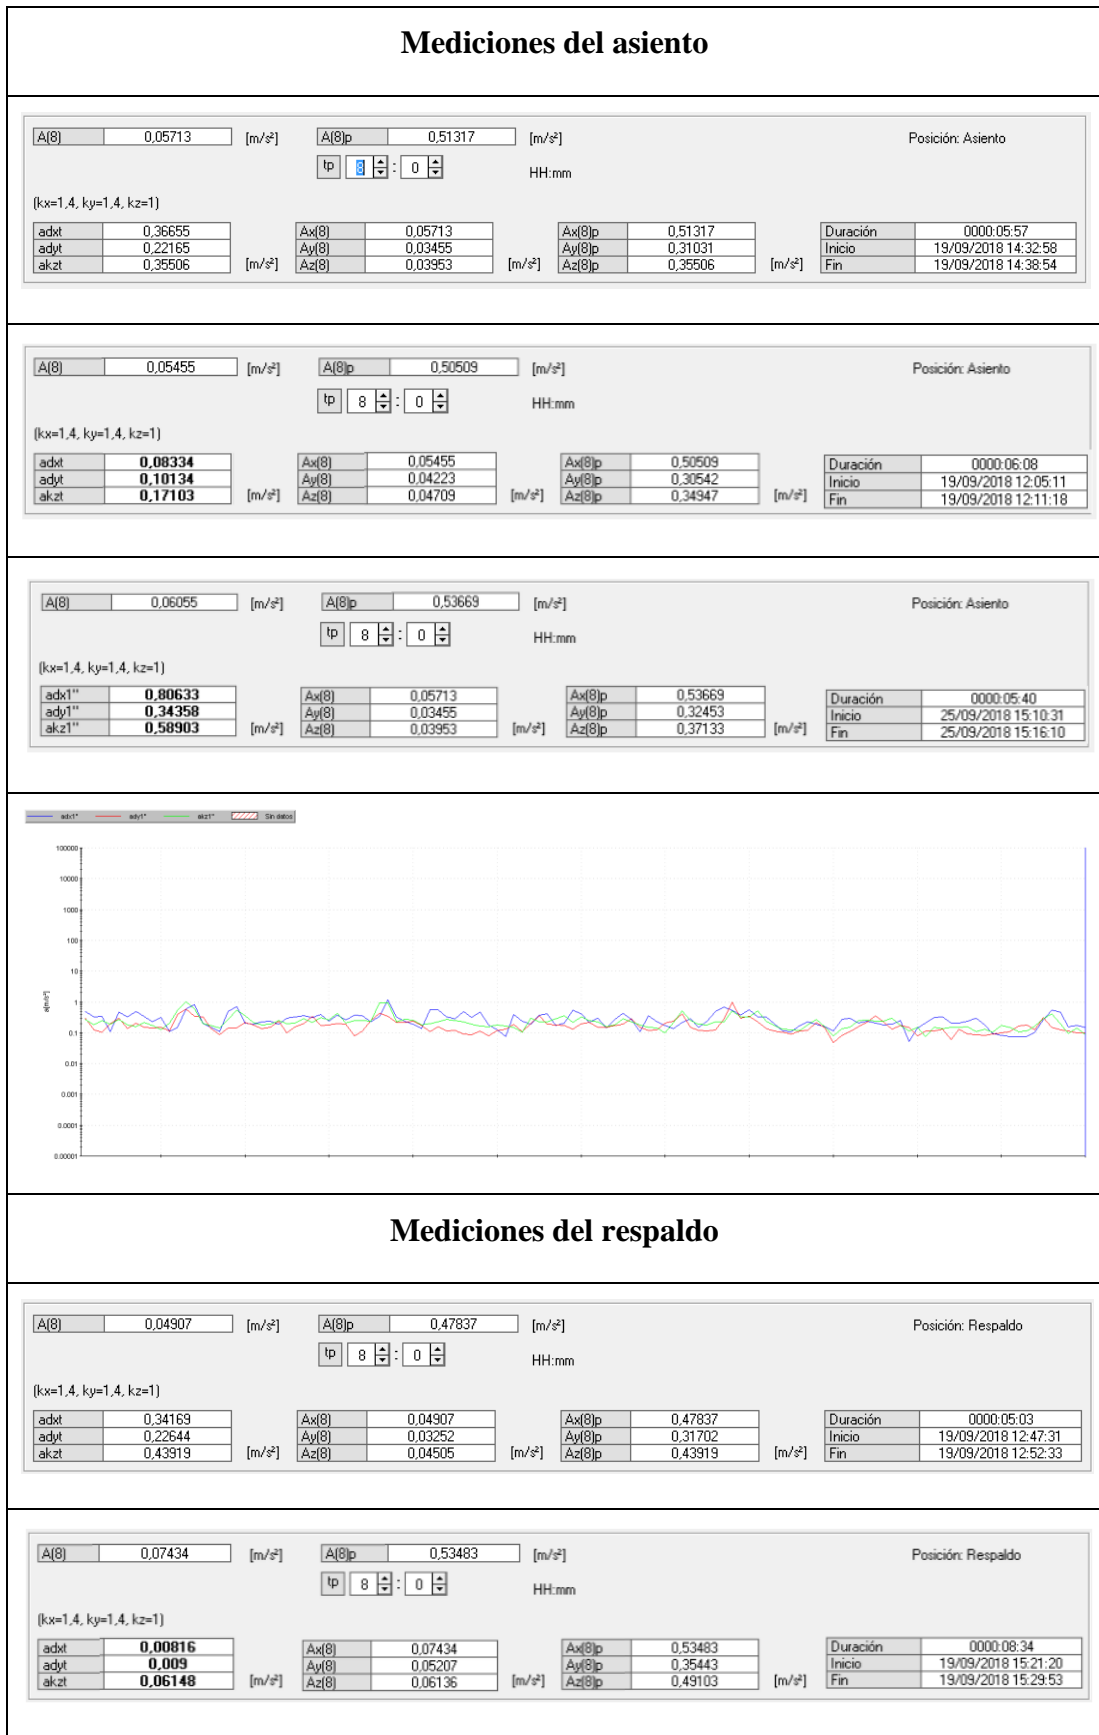 Mediciones del asiento
A(8) 0,05713 [m/s²] A(8)p 0,51317 [m/s²] Posición: Asiento
tp 8 : 0 HH:mm
(kx=1,4, ky=1,4, kz=1)
adxt 0,36655 Ax(8) 0,05713 Ax(8)p 0,51317 Duración 0000:05:57
adyt 0,22165 Ay(8) 0,03455 Ay(8)p 0,31031 Inicio 19/09/2018 14:32:58
akzt 0,35506 [m/s²] Az(8) 0,03953 [m/s²] Az(8)p 0,35506 [m/s²] Fin 19/09/2018 14:38:54
A(8) 0,05455 [m/s²] A(8)p 0,50509 [m/s²] Posición: Asiento
tp 8 : 0 HH:mm
(kx=1,4, ky=1,4, kz=1)
adxt 0,08334 Ax(8) 0,05455 Ax(8)p 0,50509 Duración 0000:06:08
adyt 0,10134 Ay(8) 0,04223 Ay(8)p 0,30542 Inicio 19/09/2018 12:05:11
akzt 0,17103 [m/s²] Az(8) 0,04709 [m/s²] Az(8)p 0,34947 [m/s²] Fin 19/09/2018 12:11:18
A(8) 0,06055 [m/s²] A(8)p 0,53669 [m/s²] Posición: Asiento
tp 8 : 0 HH:mm
(kx=1,4, ky=1,4, kz=1)
adx1" 0,80633 Ax(8) 0,05713 Ax(8)p 0,53669 Duración 0000:05:40
ady1" 0,34358 Ay(8) 0,03455 Ay(8)p 0,32453 Inicio 25/09/2018 15:10:31
akz1" 0,58903 [m/s²] Az(8) 0,03953 [m/s²] Az(8)p 0,37133 [m/s²] Fin 25/09/2018 15:16:10
adx1" ady1" akz1" Sin datos
100000
10000
1000
100
10
1
0.1
0.01
0.001
0.0001
0.00001
a[m/s²]
Mediciones del respaldo
A(8) 0,04907 [m/s²] A(8)p 0,47837 [m/s²] Posición: Respaldo
tp 8 : 0 HH:mm
(kx=1,4, ky=1,4, kz=1)
adxt 0,34169 Ax(8) 0,04907 Ax(8)p 0,47837 Duración 0000:05:03
adyt 0,22644 Ay(8) 0,03252 Ay(8)p 0,31702 Inicio 19/09/2018 12:47:31
akzt 0,43919 [m/s²] Az(8) 0,04505 [m/s²] Az(8)p 0,43919 [m/s²] Fin 19/09/2018 12:52:33
A(8) 0,07434 [m/s²] A(8)p 0,53483 [m/s²] Posición: Respaldo
tp 8 : 0 HH:mm
(kx=1,4, ky=1,4, kz=1)
adxt 0,00816 Ax(8) 0,07434 Ax(8)p 0,53483 Duración 0000:08:34
adyt 0,009 Ay(8) 0,05207 Ay(8)p 0,35443 Inicio 19/09/2018 15:21:20
akzt 0,06148 [m/s²] Az(8) 0,06136 [m/s²] Az(8)p 0,49103 [m/s²] Fin 19/09/2018 15:29:53